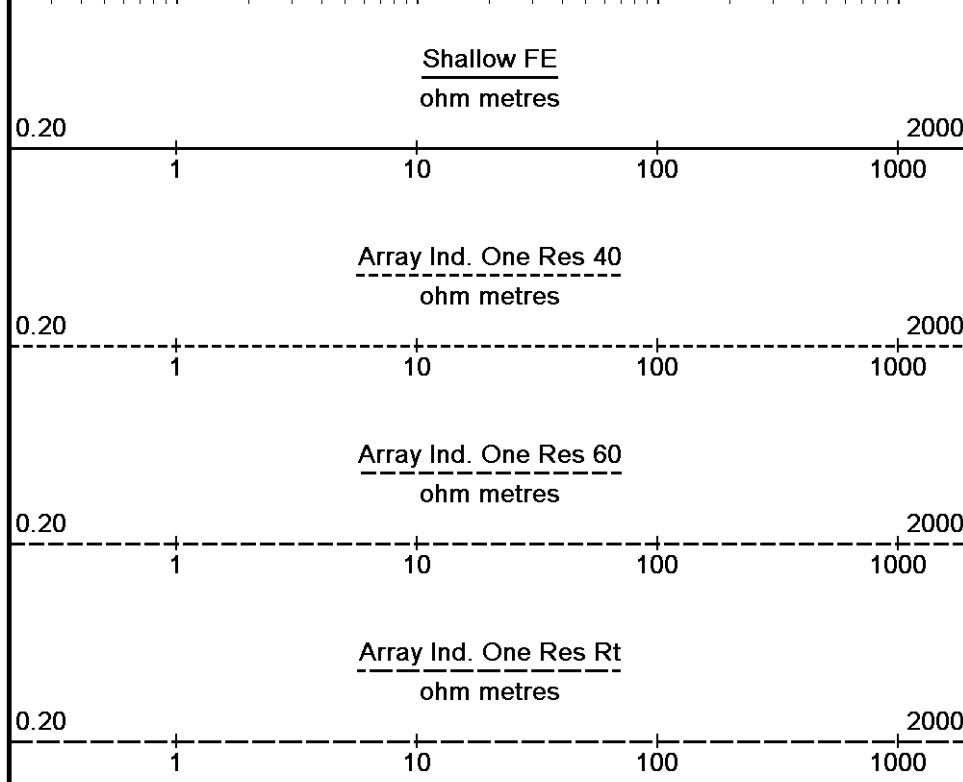 Shallow FE
ohm metres
0.20 2000
1 10 100 1000
Array Ind. One Res 40
ohm metres
0.20 2000
1 10 100 1000
Array Ind. One Res 60
ohm metres
0.20 2000
1 10 100 1000
Array Ind. One Res Rt
ohm metres
0.20 2000
1 10 100 1000